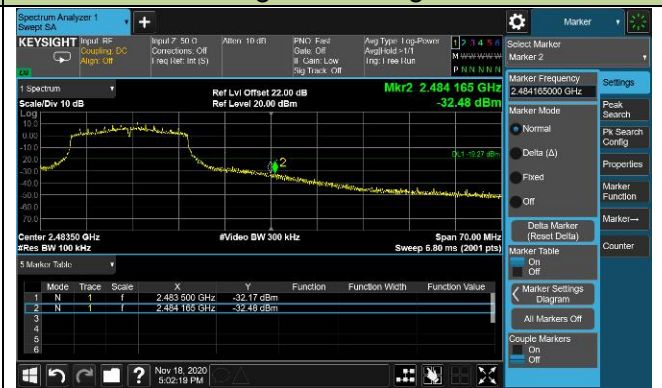 Spectrum Analyzer 1
Swept SA
Marker
KEYSIGHT
Input: RF
Coupling: DC
Align: Off
Input Z: 50 Ω
Corrections: Off
Freq Ref: Int (S)
Atten: 10 dB
PNO: Fast
Gate: Off
IF Gain: Low
Sig Track: Off
Avg Type: Log-Power
Avg|Hold:>1/1
Trig: Free Run
1 2 3 4 5 6
M W W W W W
P N N N N N
Select Marker
Marker 2
1 Spectrum
Scale/Div 10 dB
Log
Ref Lvl Offset 22.00 dB
Ref Level 20.00 dBm
Mkr2 2.484 165 GHz
-32.48 dBm
10.0
0.00
-10.0
-20.0
-30.0
-40.0
-50.0
-60.0
-70.0
2
Center 2.48350 GHz
#Res BW 100 kHz
#Video BW 300 kHz
Span 70.00 MHz
Sweep 6.80 ms (2001 pts)
5 Marker Table
Mode Trace Scale X Y Function Function Width Function Value
1 N 1 f 2.483 500 GHz -32.17 dBm
2 N 1 f 2.484 165 GHz -32.48 dBm
3
4
5
6
Marker Frequency
2.484165000 GHz
Marker Mode
Normal
Delta (Δ)
Fixed
Off
Delta Marker
(Reset Delta)
Marker Table
On
Off
Marker Settings
Diagram
All Markers Off
Couple Markers
On
Off
Settings
Peak
Search
Pk Search
Config
Properties
Marker
Function
Marker→
Counter
Nov 18, 2020
5:02:19 PM